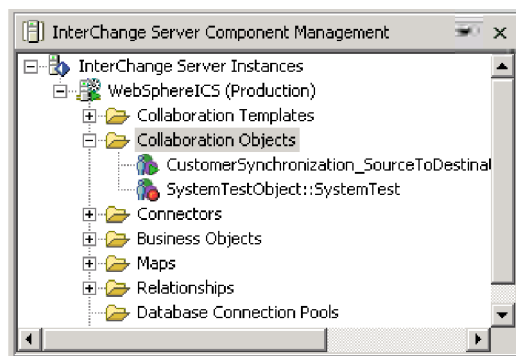 InterChange Server Component Management
InterChange Server Instances
WebSphereICS (Production)
Collaboration Templates
Collaboration Objects
CustomerSynchronization_SourceToDestinat
SystemTestObject::SystemTest
Connectors
Business Objects
Maps
Relationships
Database Connection Pools